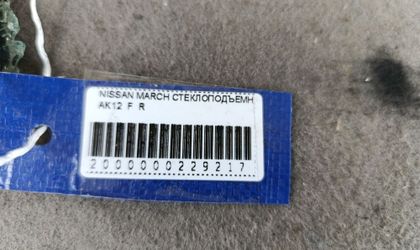 NISSAN MARCH СТЕКЛОПОДЪЕМН
AK12 F R
2000000229217